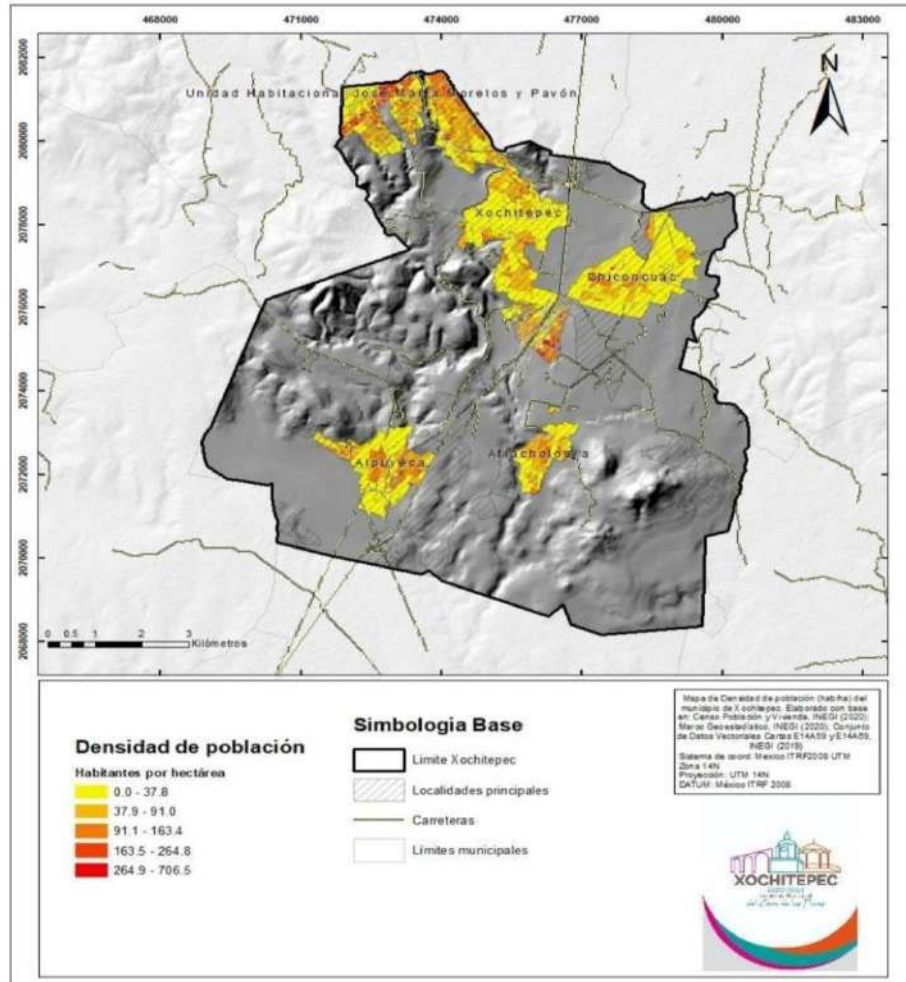 468000 471000 474000 477000 480000 483000
2082000
2080000
2078000
2076000
2074000
2072000
2070000
2068000
N
Unidad Habitacional José María Morelos y Pavón
Xochitepec
Chiconcuac
Alpuyeca
Atlacholoaya
0 0.5 1 2 3
Kilómetros
Densidad de población
Habitantes por hectárea
0.0 - 37.8
37.9 - 91.0
91.1 - 163.4
163.5 - 264.8
264.9 - 706.5
Simbologia Base
Limite Xochitepec
Localidades principales
Carreteras
Límites municipales
Mapa de Densidad de población (hab/ha) del
municipio de Xochitepec. Elaborado con base
en: Censo Población y Vivienda, INEGI (2020);
Marco Geoestadístico, INEGI (2020); Conjunto
de Datos Vectoriales Cartas E14A59 y E14A69,
INEGI (2019)
Sistema de coord: Mexico ITRF2008 UTM
Zona 14N
Proyección: UTM 14N
DATUM: México ITRF 2008
XOCHITEPEC